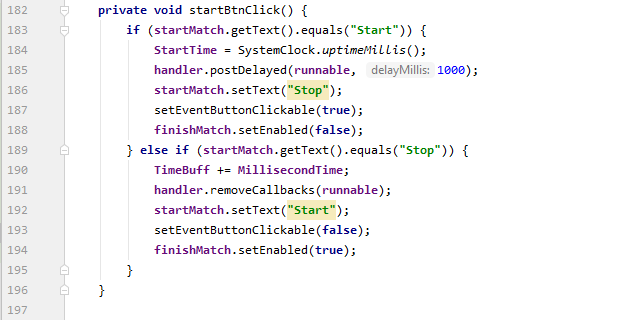 182 private void startBtnClick() {
183 if (startMatch.getText().equals("Start")) {
184 StartTime = SystemClock.uptimeMillis();
185 handler.postDelayed(runnable, delayMillis: 1000);
186 startMatch.setText("Stop");
187 setEventButtonClickable(true);
188 finishMatch.setEnabled(false);
189 } else if (startMatch.getText().equals("Stop")) {
190 TimeBuff += MillisecondTime;
191 handler.removeCallbacks(runnable);
192 startMatch.setText("Start");
193 setEventButtonClickable(false);
194 finishMatch.setEnabled(true);
195 }
196 }
197